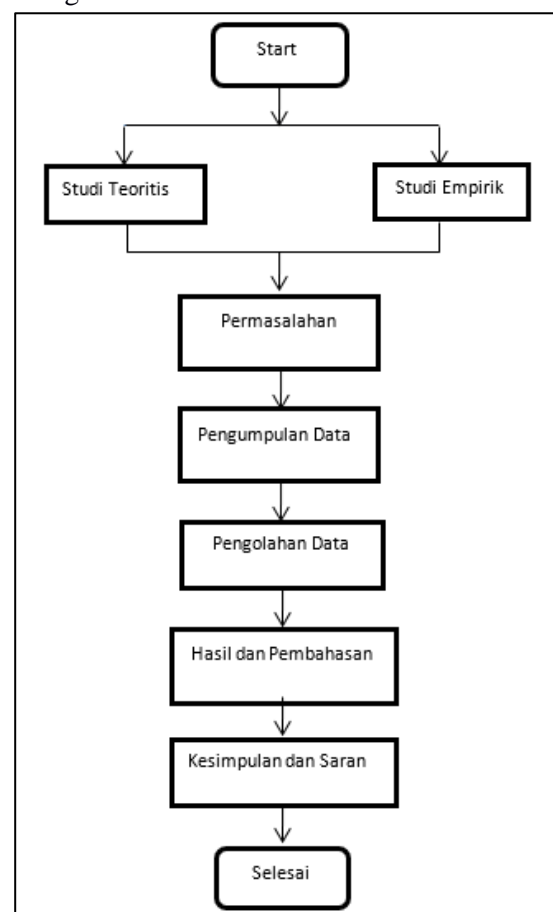 Start
Studi Teoritis
Studi Empirik
Permasalahan
Pengumpulan Data
Pengolahan Data
Hasil dan Pembahasan
Kesimpulan dan Saran
Selesai